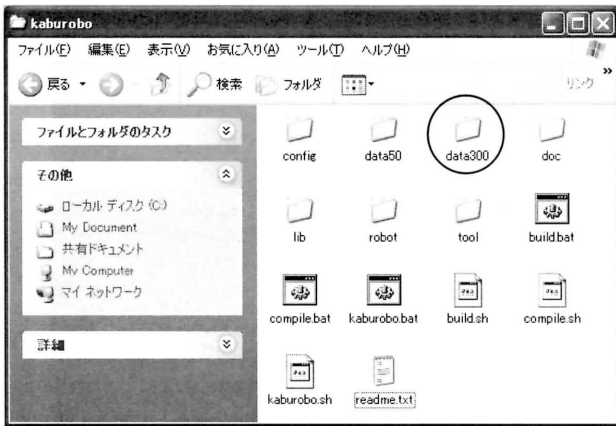 kaburobo
ファイル(F) 編集(E) 表示(V) お気に入り(A) ツール(T) ヘルプ(H)
戻る 検索 フォルダ リンク »
ファイルとフォルダのタスク
その他
ローカル ディスク (C:)
My Document
共有ドキュメント
My Computer
マイ ネットワーク
詳細
config data50 data300 doc
lib robot tool build.bat
compile.bat kaburobo.bat build.sh compile.sh
kaburobo.sh readme.txt